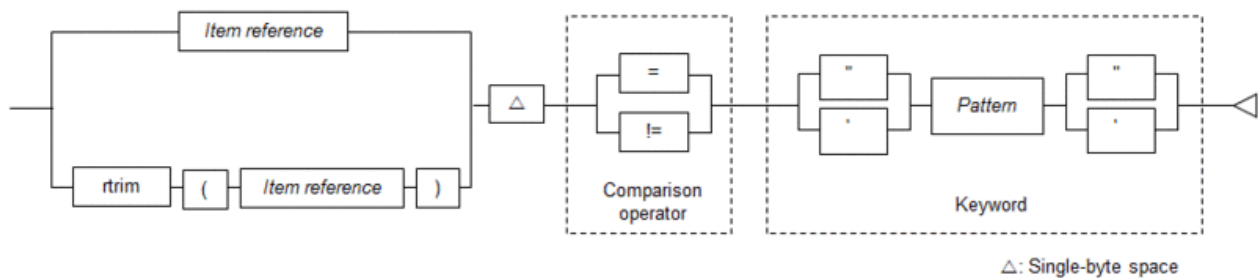 Item reference
rtrim
(
Item reference
)
△
=
!=
Comparison
operator
"
'
Pattern
"
'
Keyword
△: Single-byte space